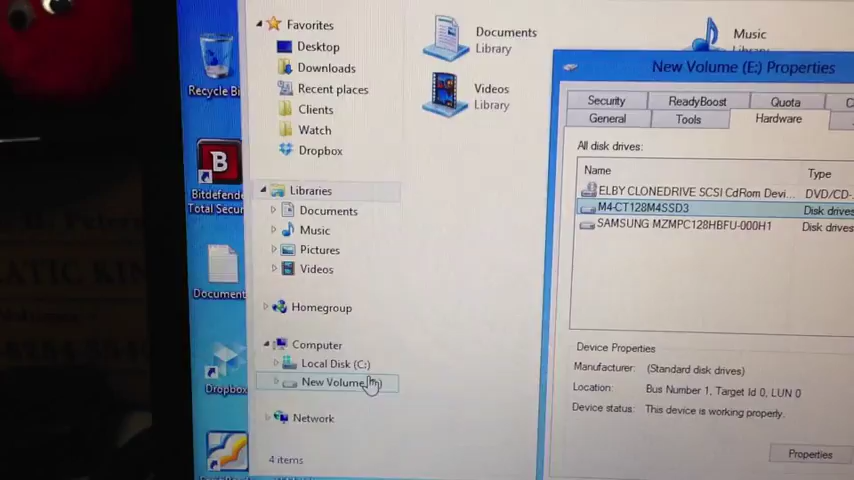 Recycle Bi
Bitdefende
Total Secur
Document
Dropbox
Favorites
Desktop
Downloads
Recent places
Clients
Watch
Dropbox
Libraries
Documents
Music
Pictures
Videos
Homegroup
Computer
Local Disk (C:)
New Volume
Network
4 items
Documents
Library
Music
Library
Videos
Library
New Volume (E:) Properties
Security ReadyBoost Quota C
General Tools Hardware
All disk drives:
Name Type
ELBY CLONEDRIVE SCSI CdRom Devi... DVD/CD-
M4-CT128M4SSD3 Disk drives
SAMSUNG MZMPC128HBFU-000H1 Disk drives
Device Properties
Manufacturer: (Standard disk drives)
Location: Bus Number 1, Target Id 0, LUN 0
Device status: This device is working properly.
Properties